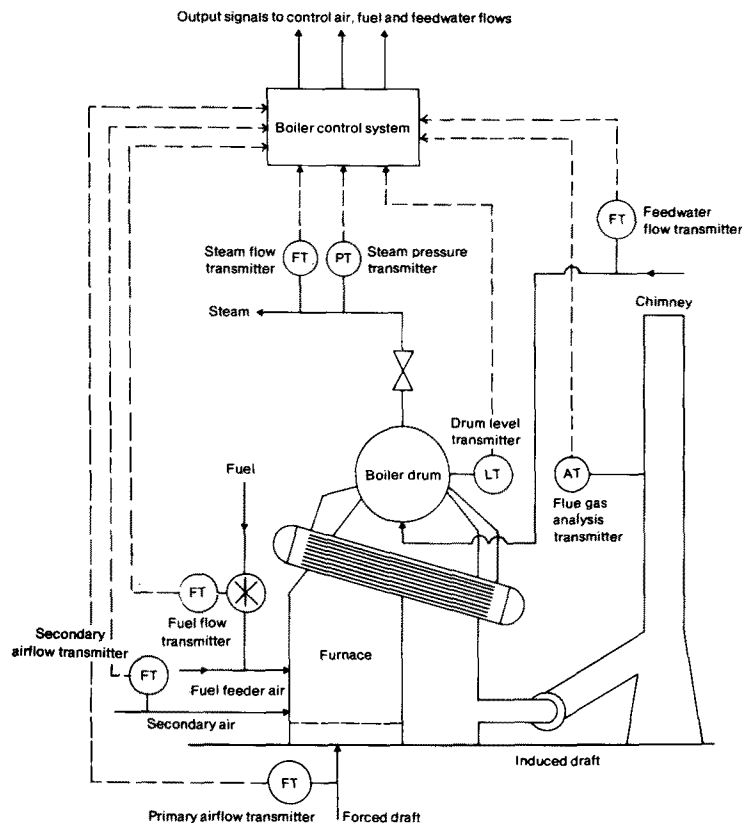 Output signals to control air, fuel and feedwater flows
Boiler control system
FT
Feedwater
flow transmitter
Steam flow
transmitter
FT
PT
Steam pressure
transmitter
Steam
Chimney
Drum level
transmitter
Fuel
Boiler drum
LT
AT
Flue gas
analysis
transmitter
FT
Fuel flow
transmitter
Secondary
airflow transmitter
FT
Furnace
Fuel feeder air
Secondary air
Induced draft
FT
Primary airflow transmitter
Forced draft